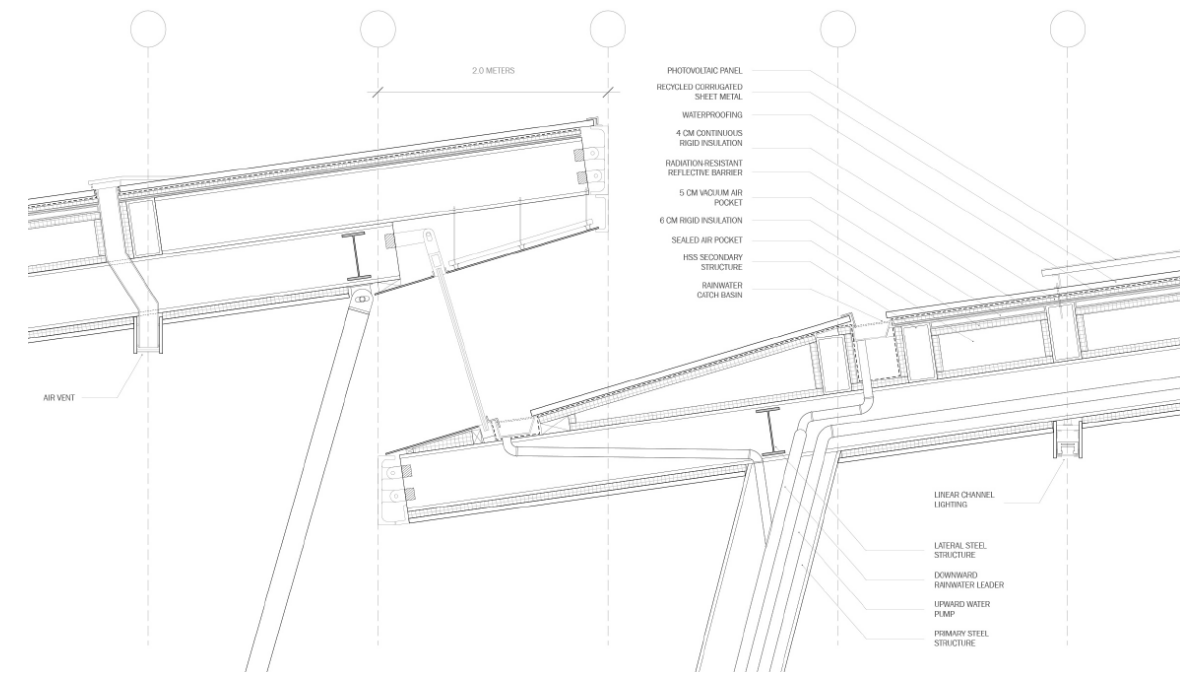 2.0 METERS
PHOTOVOLTAIC PANEL
RECYCLED CORRUGATED
SHEET METAL
WATERPROOFING
4 CM CONTINUOUS
RIGID INSULATION
RADIATION-RESISTANT
REFLECTIVE BARRIER
5 CM VACUUM AIR
POCKET
6 CM RIGID INSULATION
SEALED AIR POCKET
HSS SECONDARY
STRUCTURE
RAINWATER
CATCH BASIN
AIR VENT
LINEAR CHANNEL
LIGHTING
LATERAL STEEL
STRUCTURE
DOWNWARD
RAINWATER LEADER
UPWARD WATER
PUMP
PRIMARY STEEL
STRUCTURE